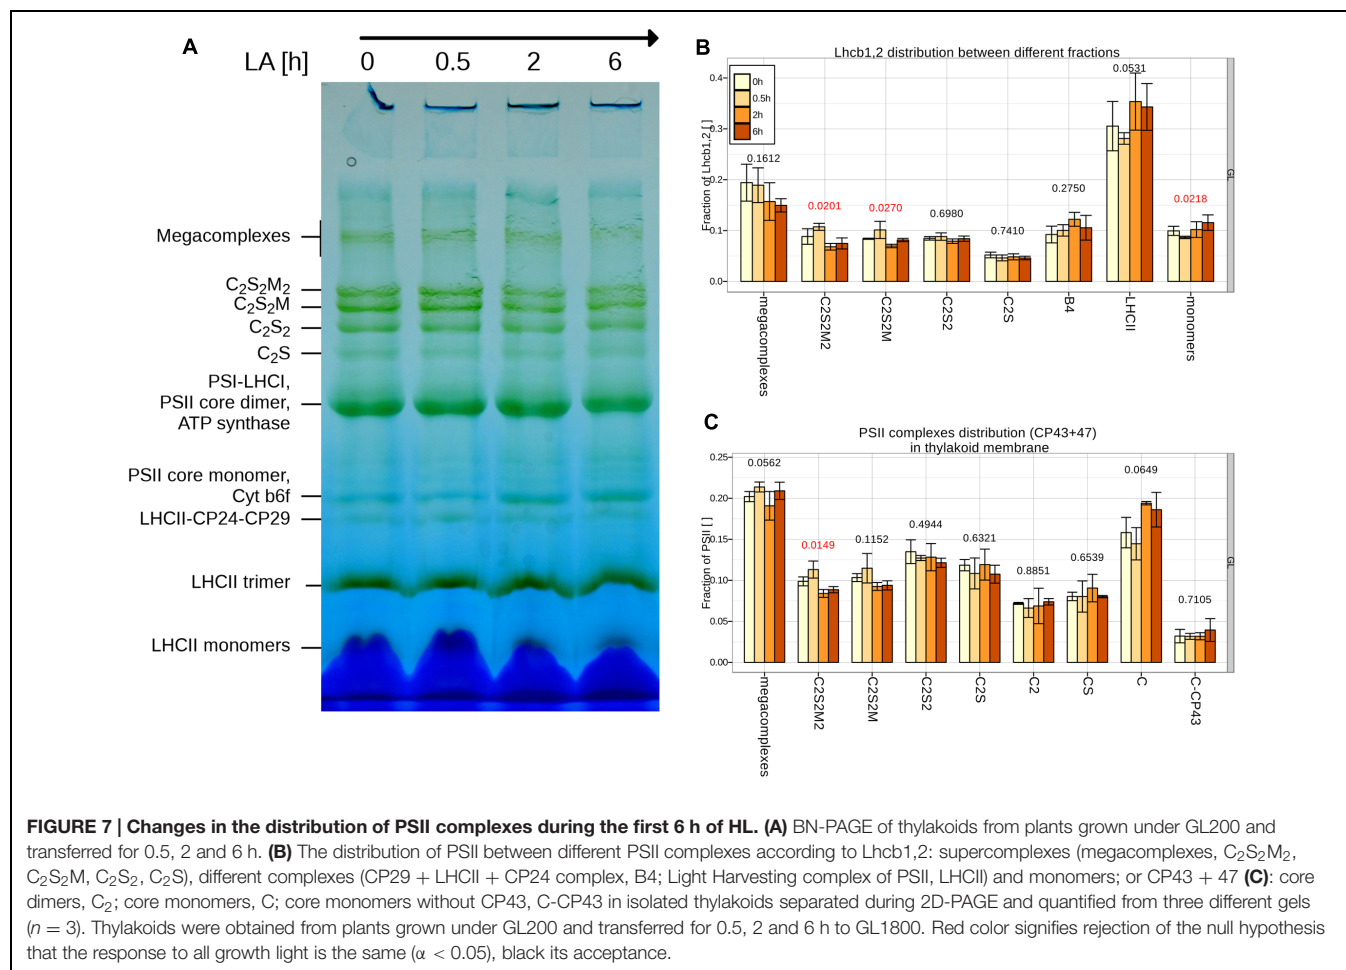 A
LA [h]
0 0.5 2 6
Megacomplexes
C2S2M2
C2S2M
C2S2
C2S
PSI-LHCI,
PSII core dimer,
ATP synthase
PSII core monomer,
Cyt b6f
LHCII-CP24-CP29
LHCII trimer
LHCII monomers
B
Lhcb1,2 distribution between different fractions
Fraction of Lhcb1,2 [ ]
0.4
0.3
0.2
0.1
0.0
0h
0.5h
2h
6h
0.1612
0.0201
0.0270
0.6980
0.7410
0.2750
0.0531
0.0218
GL
megacomplexes
C2S2M2
C2S2M
C2S2
C2S
B4
LHCII
monomers
C
PSII complexes distribution (CP43+47)
in thylakoid membrane
Fraction of PSII [ ]
0.25
0.20
0.15
0.10
0.05
0.00
0.0562
0.0149
0.1152
0.4944
0.6321
0.8851
0.6539
0.0649
0.7105
GL
megacomplexes
C2S2M2
C2S2M
C2S2
C2S
C2
CS
C
C-CP43
FIGURE 7 | Changes in the distribution of PSII complexes during the first 6 h of HL. (A) BN-PAGE of thylakoids from plants grown under GL200 and
transferred for 0.5, 2 and 6 h. (B) The distribution of PSII between different PSII complexes according to Lhcb1,2: supercomplexes (megacomplexes, C2S2M2,
C2S2M, C2S2, C2S), different complexes (CP29 + LHCII + CP24 complex, B4; Light Harvesting complex of PSII, LHCII) and monomers; or CP43 + 47 (C): core
dimers, C2; core monomers, C; core monomers without CP43, C-CP43 in isolated thylakoids separated during 2D-PAGE and quantified from three different gels
(n = 3). Thylakoids were obtained from plants grown under GL200 and transferred for 0.5, 2 and 6 h to GL1800. Red color signifies rejection of the null hypothesis
that the response to all growth light is the same (α < 0.05), black its acceptance.